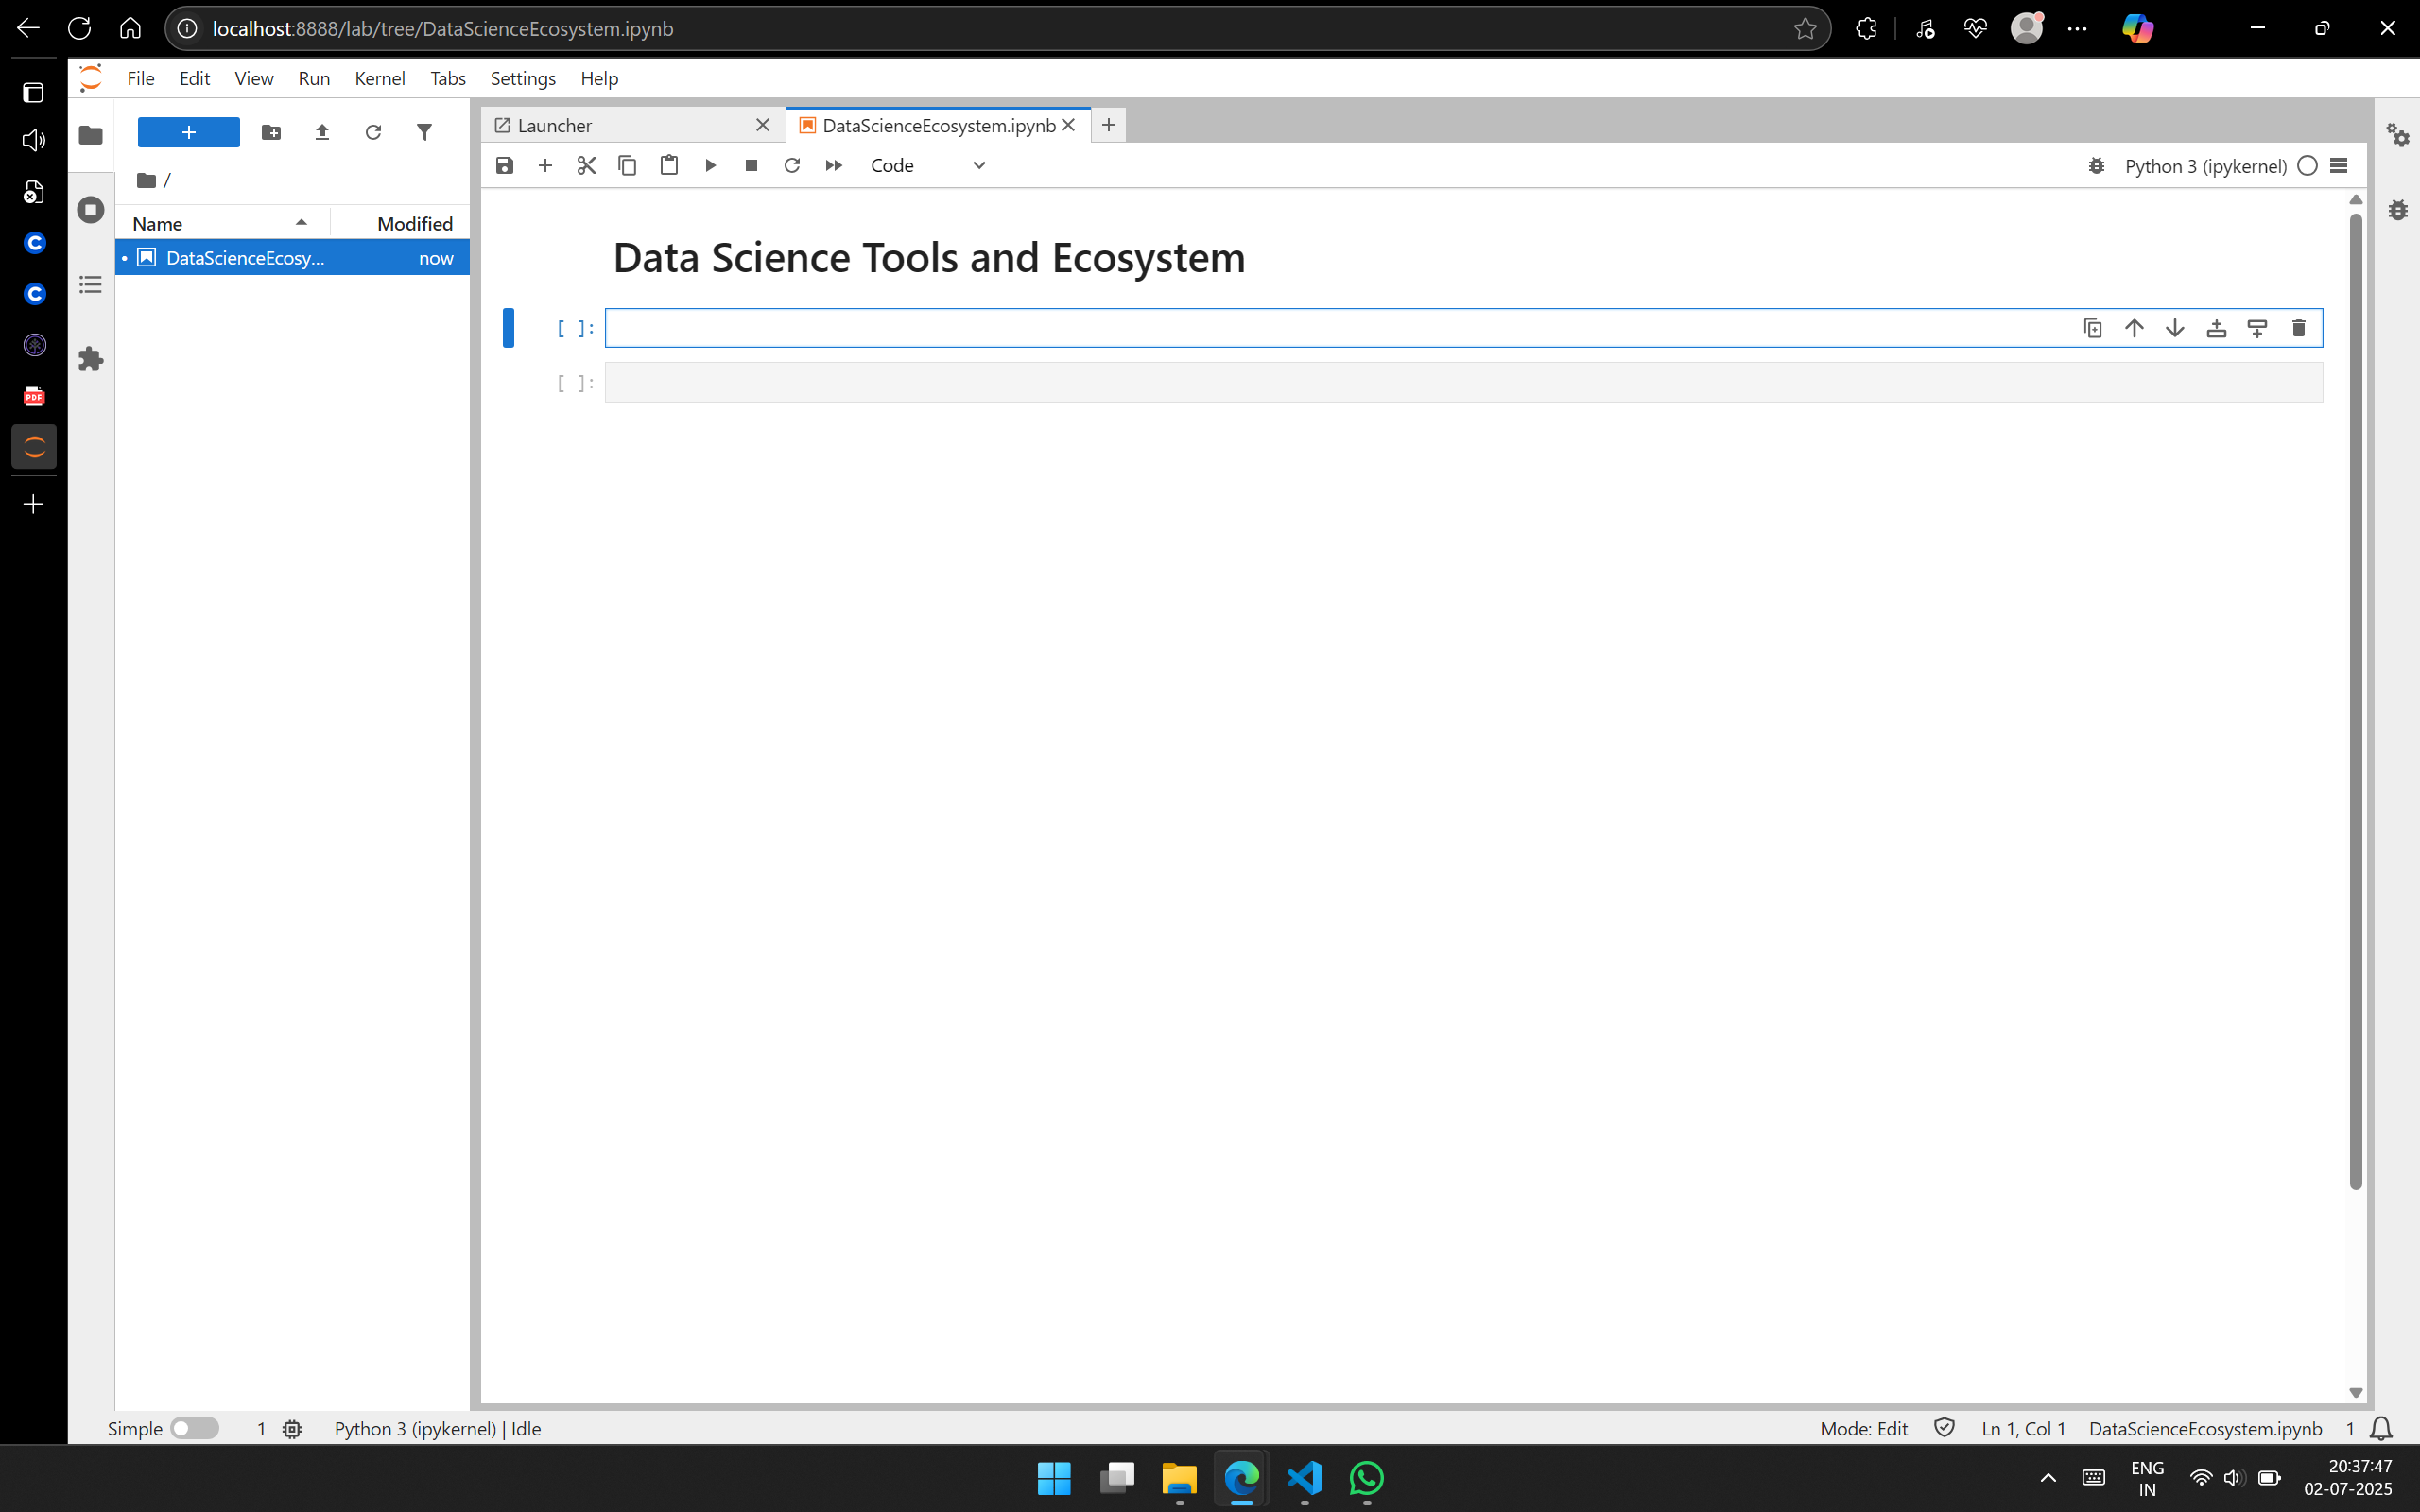 localhost:8888/lab/tree/DataScienceEcosystem.ipynb
File Edit View Run Kernel Tabs Settings Help
Launcher
DataScienceEcosystem.ipynb
Code
Python 3 (ipykernel)
/
Name Modified
DataScienceEcosy... now
Data Science Tools and Ecosystem
[ ]:
[ ]:
PDF
Simple 1 Python 3 (ipykernel) | Idle
Mode: Edit Ln 1, Col 1 DataScienceEcosystem.ipynb 1
ENG
IN
20:37:47
02-07-2025